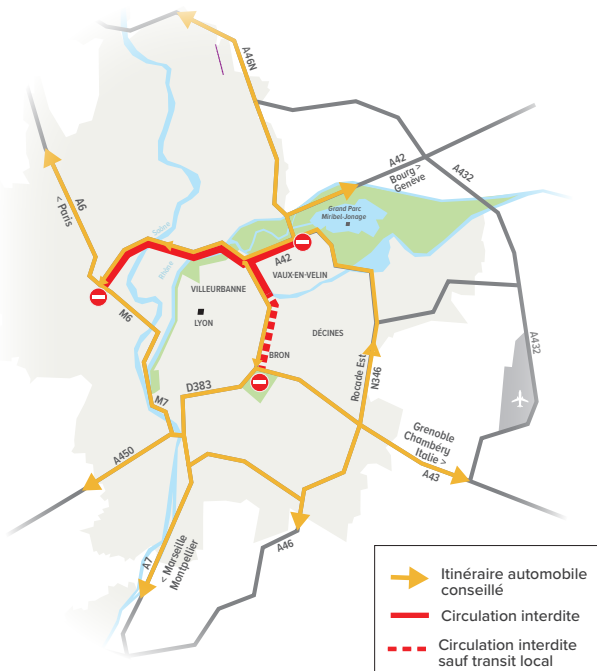 A46N
A42
Bourg >
Genève
A432
A6
< Paris
Saône
Rhône
Grand Parc
Miribel-Jonage
A42
VAUX-EN-VELIN
VILLEURBANNE
LYON
M6
DÉCINES
BRON
A432
Rocade Est
N346
D383
M7
Grenoble
Chambéry
Italie >
A43
A450
A46
A7
< Marseille
Montpellier
Itinéraire automobile
conseillé
Circulation interdite
Circulation interdite
sauf transit local